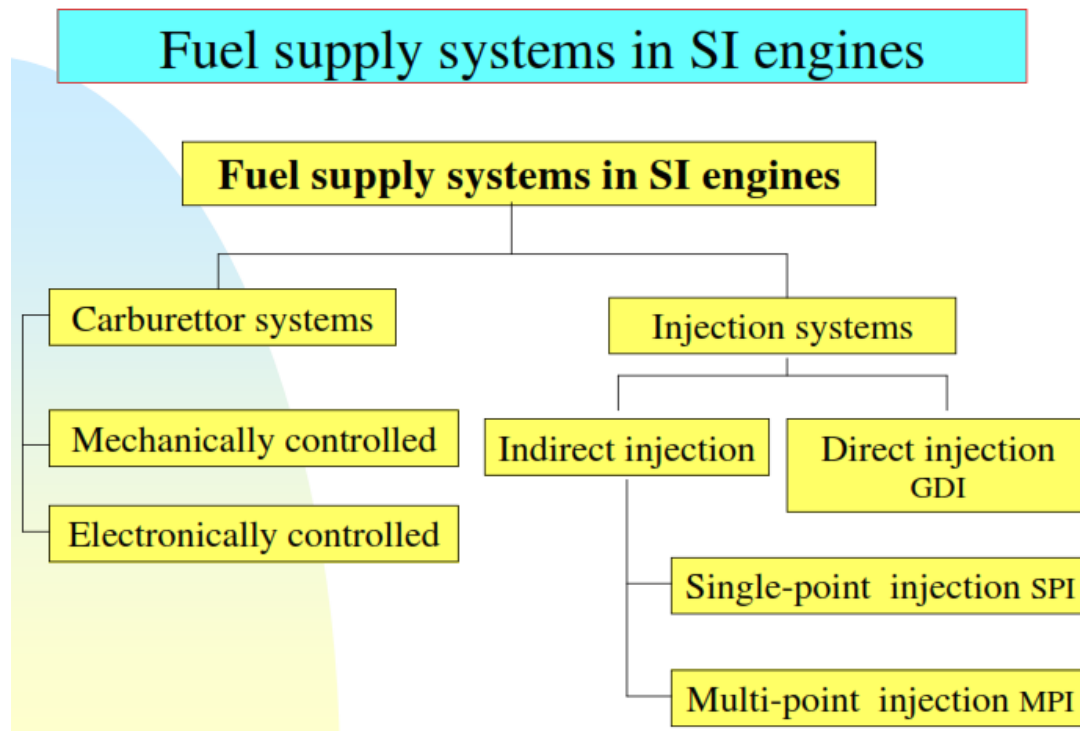 Fuel supply systems in SI engines
Fuel supply systems in SI engines
Carburettor systems
Mechanically controlled
Electronically controlled
Injection systems
Indirect injection
Direct injection
GDI
Single-point injection SPI
Multi-point injection MPI